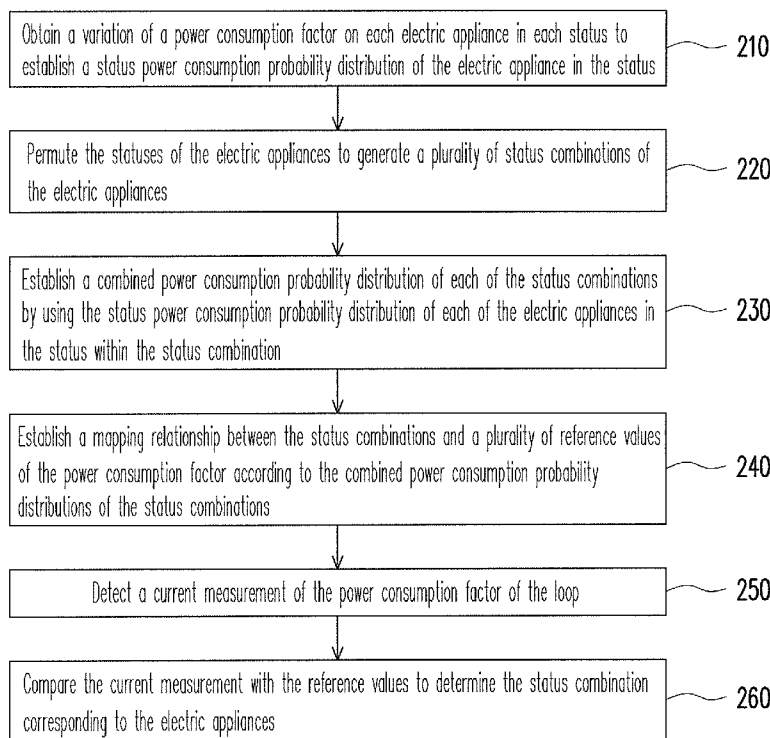 Obtain a variation of a power consumption factor on each electric appliance in each status to
establish a status power consumption probability distribution of the electric appliance in the status
210
Permute the statuses of the electric appliances to generate a plurality of status combinations of
the electric appliances
220
Establish a combined power consumption probability distribution of each of the status combinations
by using the status power consumption probability distribution of each of the electric appliances in
the status within the status combination
230
Establish a mapping relationship between the status combinations and a plurality of reference values
of the power consumption factor according to the combined power consumption probability
distributions of the status combinations
240
Detect a current measurement of the power consumption factor of the loop
250
Compare the current measurement with the reference values to determine the status combination
corresponding to the electric appliances
260